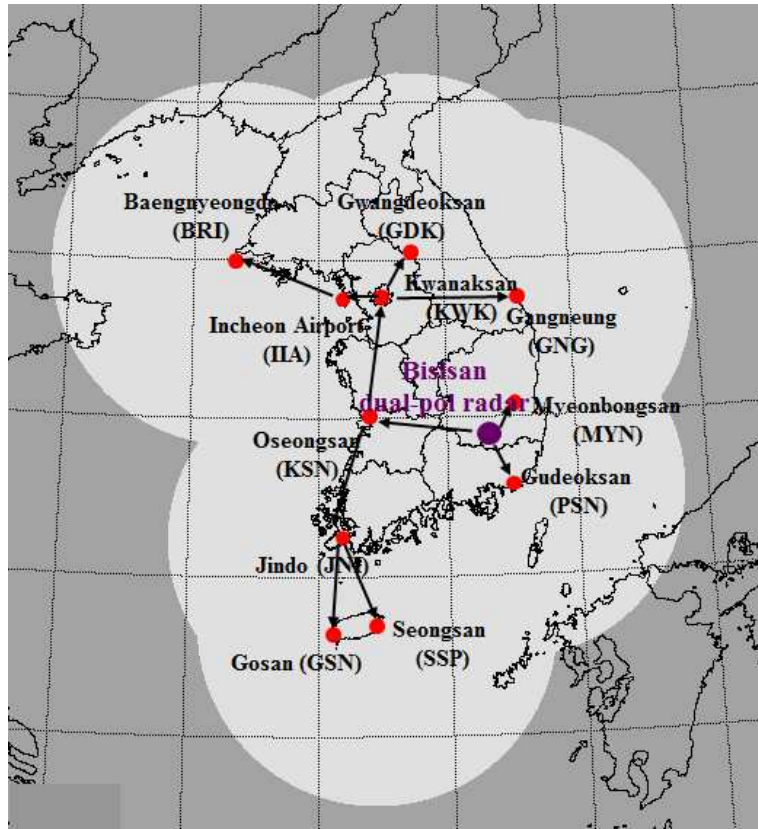 Baengnyeongdo
(BRI)
Gwangdeoksan
(GDK)
Kwanaksan
(KWK)
Gangneung
(GNG)
Incheon Airport
(IIA)
Bislsan
dual-pol radar
Myeonbongsan
(MYN)
Oseongsan
(KSN)
Gudeoksan
(PSN)
Jindo (JNI)
Seongsan
(SSP)
Gosan (GSN)